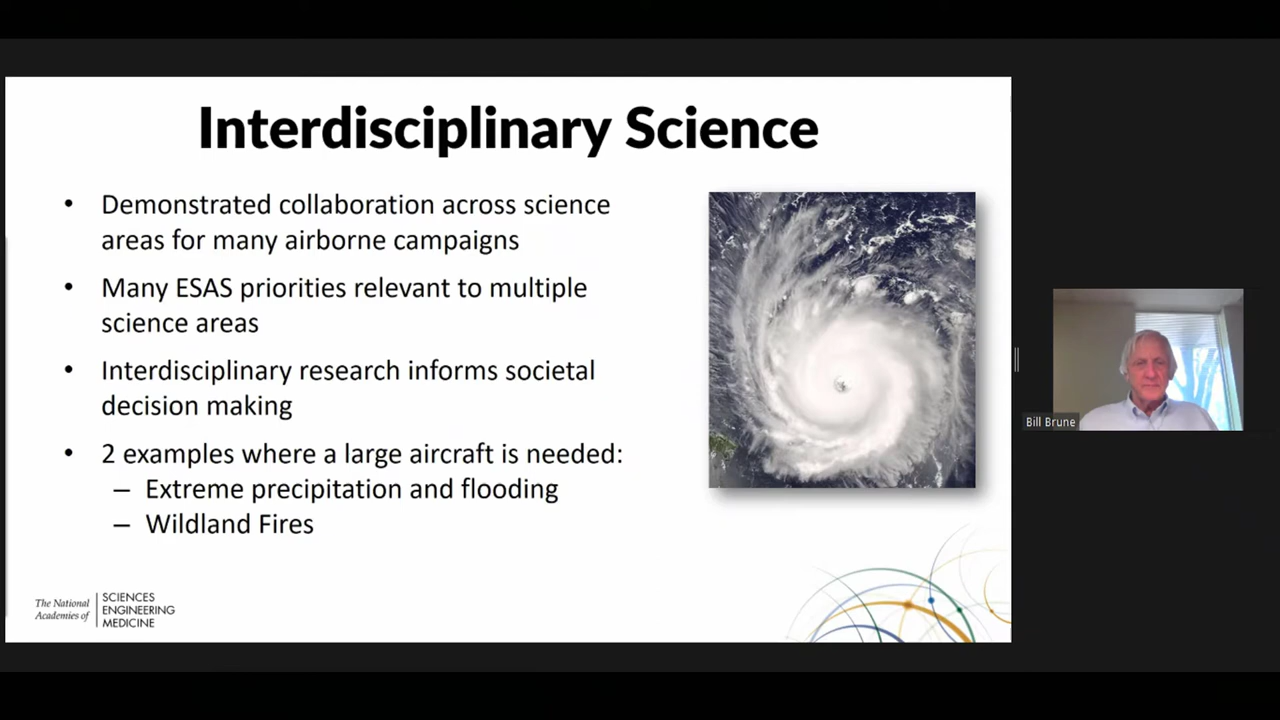 Interdisciplinary Science
• Demonstrated collaboration across science
areas for many airborne campaigns
• Many ESAS priorities relevant to multiple
science areas
• Interdisciplinary research informs societal
decision making
• 2 examples where a large aircraft is needed:
– Extreme precipitation and flooding
– Wildland Fires
The National
Academies of
SCIENCES
ENGINEERING
MEDICINE
Bill Brune